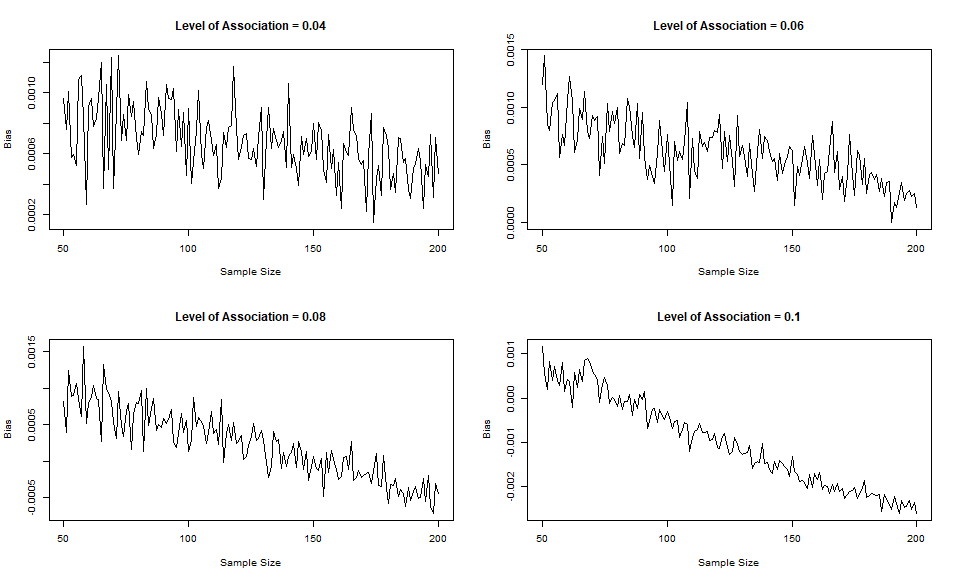 Level of Association = 0.04
Bias
0.0002 0.0006 0.0010
50 100 150 200
Sample Size
Level of Association = 0.06
Bias
0.0000 0.0005 0.0010 0.0015
50 100 150 200
Sample Size
Level of Association = 0.08
Bias
-0.0005 0.0005 0.0015
50 100 150 200
Sample Size
Level of Association = 0.1
Bias
-0.002 -0.001 0.000 0.001
50 100 150 200
Sample Size